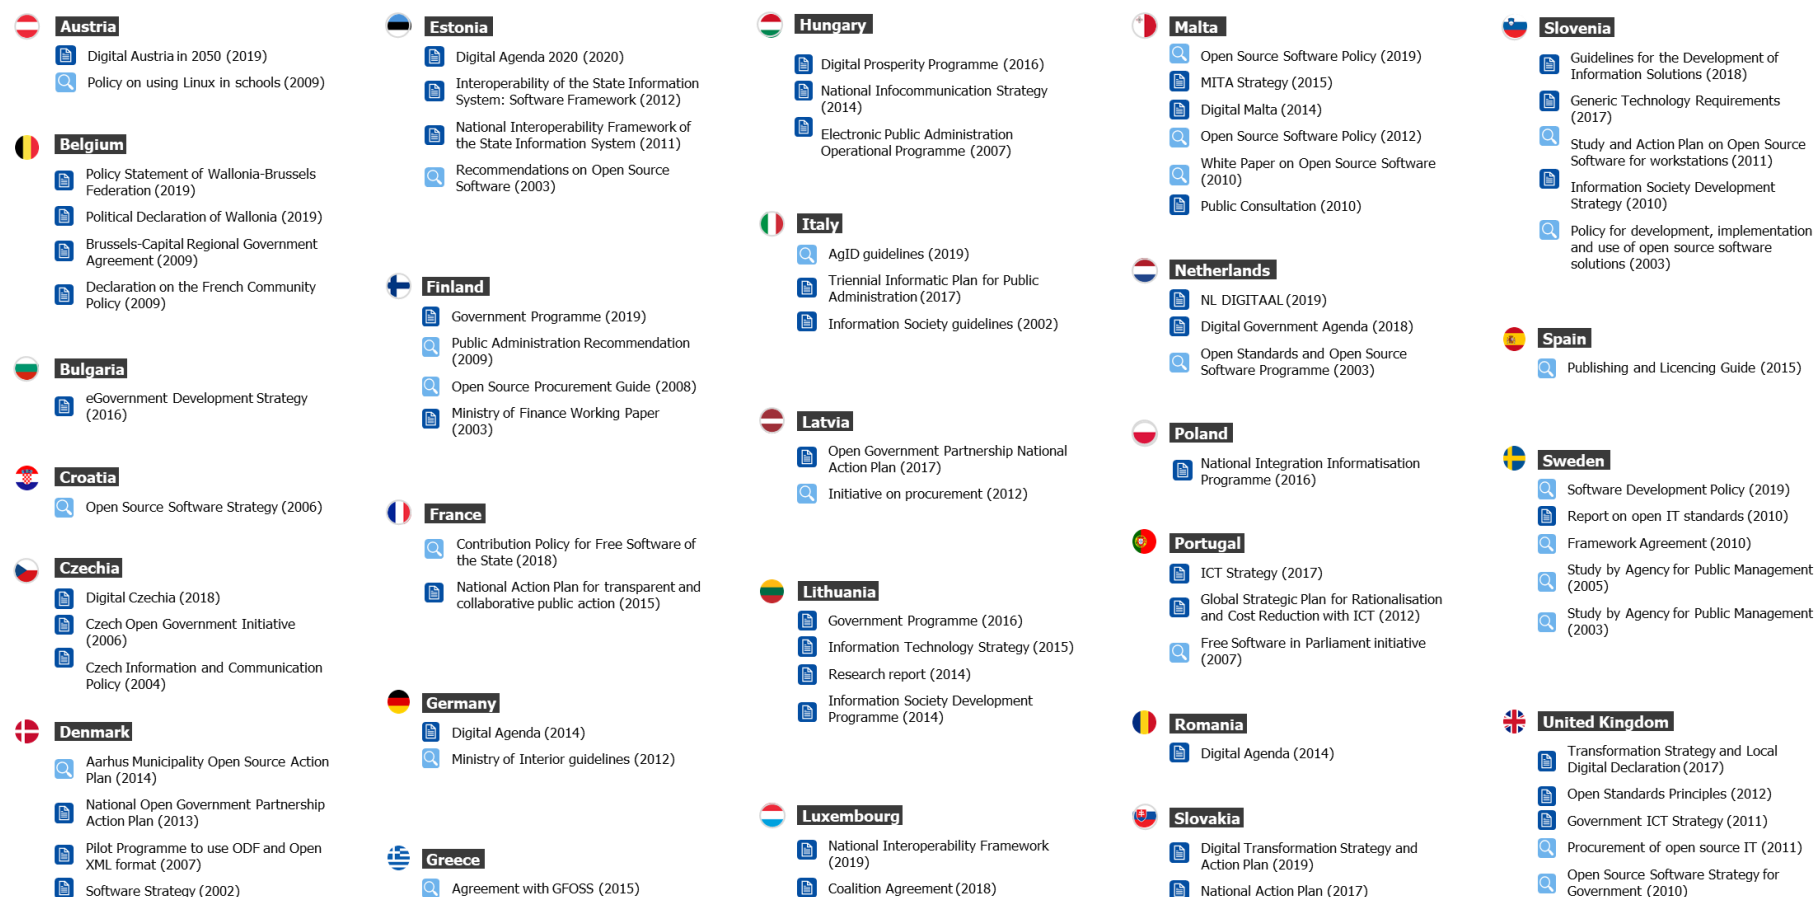 Austria
Digital Austria in 2050 (2019)
Policy on using Linux in schools (2009)
Belgium
Policy Statement of Wallonia-Brussels
Federation (2019)
Political Declaration of Wallonia (2019)
Brussels-Capital Regional Government
Agreement (2009)
Declaration on the French Community
Policy (2009)
Bulgaria
eGovernment Development Strategy
(2016)
Croatia
Open Source Software Strategy (2006)
Czechia
Digital Czechia (2018)
Czech Open Government Initiative
(2006)
Czech Information and Communication
Policy (2004)
Denmark
Aarhus Municipality Open Source Action
Plan (2014)
National Open Government Partnership
Action Plan (2013)
Pilot Programme to use ODF and Open
XML format (2007)
Software Strategy (2002)
Estonia
Digital Agenda 2020 (2020)
Interoperability of the State Information
System: Software Framework (2012)
National Interoperability Framework of
the State Information System (2011)
Recommendations on Open Source
Software (2003)
Finland
Government Programme (2019)
Public Administration Recommendation
(2009)
Open Source Procurement Guide (2008)
Ministry of Finance Working Paper
(2003)
France
Contribution Policy for Free Software of
the State (2018)
National Action Plan for transparent and
collaborative public action (2015)
Germany
Digital Agenda (2014)
Ministry of Interior guidelines (2012)
Greece
Agreement with GFOSS (2015)
Hungary
Digital Prosperity Programme (2016)
National Infocommunication Strategy
(2014)
Electronic Public Administration
Operational Programme (2007)
Italy
AgID guidelines (2019)
Triennial Informatic Plan for Public
Administration (2017)
Information Society guidelines (2002)
Latvia
Open Government Partnership National
Action Plan (2017)
Initiative on procurement (2012)
Lithuania
Government Programme (2016)
Information Technology Strategy (2015)
Research report (2014)
Information Society Development
Programme (2014)
Luxembourg
National Interoperability Framework
(2019)
Coalition Agreement (2018)
Malta
Open Source Software Policy (2019)
MITA Strategy (2015)
Digital Malta (2014)
Open Source Software Policy (2012)
White Paper on Open Source Software
(2010)
Public Consultation (2010)
Netherlands
NL DIGITAAL (2019)
Digital Government Agenda (2018)
Open Standards and Open Source
Software Programme (2003)
Poland
National Integration Informatisation
Programme (2016)
Portugal
ICT Strategy (2017)
Global Strategic Plan for Rationalisation
and Cost Reduction with ICT (2012)
Free Software in Parliament initiative
(2007)
Romania
Digital Agenda (2014)
Slovakia
Digital Transformation Strategy and
Action Plan (2019)
National Action Plan (2017)
Slovenia
Guidelines for the Development of
Information Solutions (2018)
Generic Technology Requirements
(2017)
Study and Action Plan on Open Source
Software for workstations (2011)
Information Society Development
Strategy (2010)
Policy for development, implementation
and use of open source software
solutions (2003)
Spain
Publishing and Licencing Guide (2015)
Sweden
Software Development Policy (2019)
Report on open IT standards (2010)
Framework Agreement (2010)
Study by Agency for Public Management
(2005)
Study by Agency for Public Management
(2003)
United Kingdom
Transformation Strategy and Local
Digital Declaration (2017)
Open Standards Principles (2012)
Government ICT Strategy (2011)
Procurement of open source IT (2011)
Open Source Software Strategy for
Government (2010)